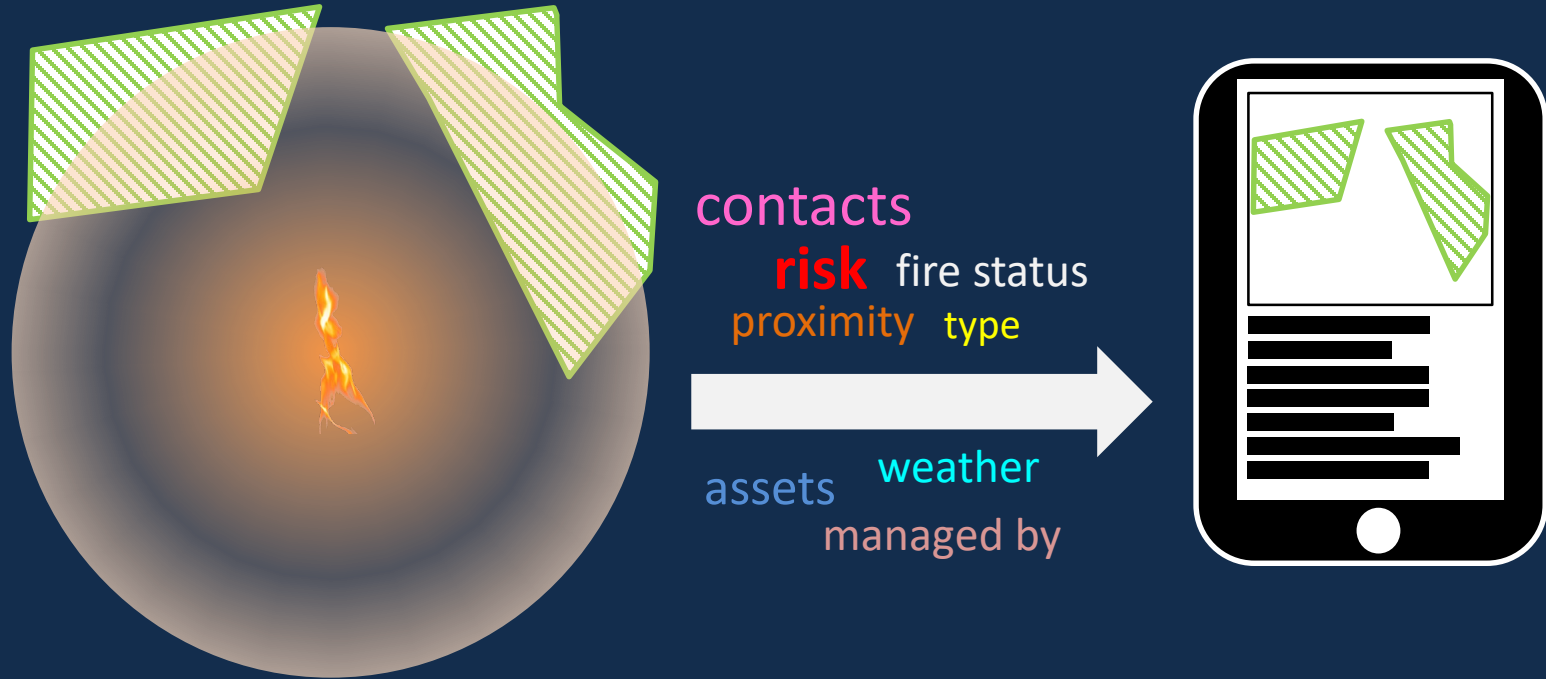 contacts
risk fire status
proximity type
weather
assets
managed by